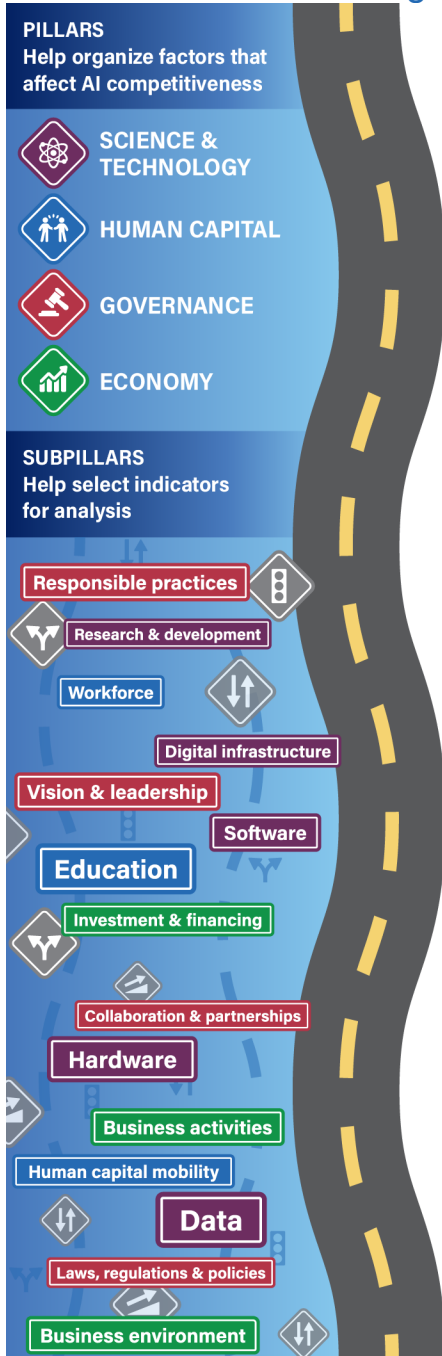 PILLARS
Help organize factors that
affect AI competitiveness
SCIENCE &
TECHNOLOGY
HUMAN CAPITAL
GOVERNANCE
ECONOMY
SUBPILLARS
Help select indicators
for analysis
Responsible practices
Research & development
Workforce
Digital infrastructure
Vision & leadership
Software
Education
Investment & financing
Collaboration & partnerships
Hardware
Business activities
Human capital mobility
Data
Laws, regulations & policies
Business environment